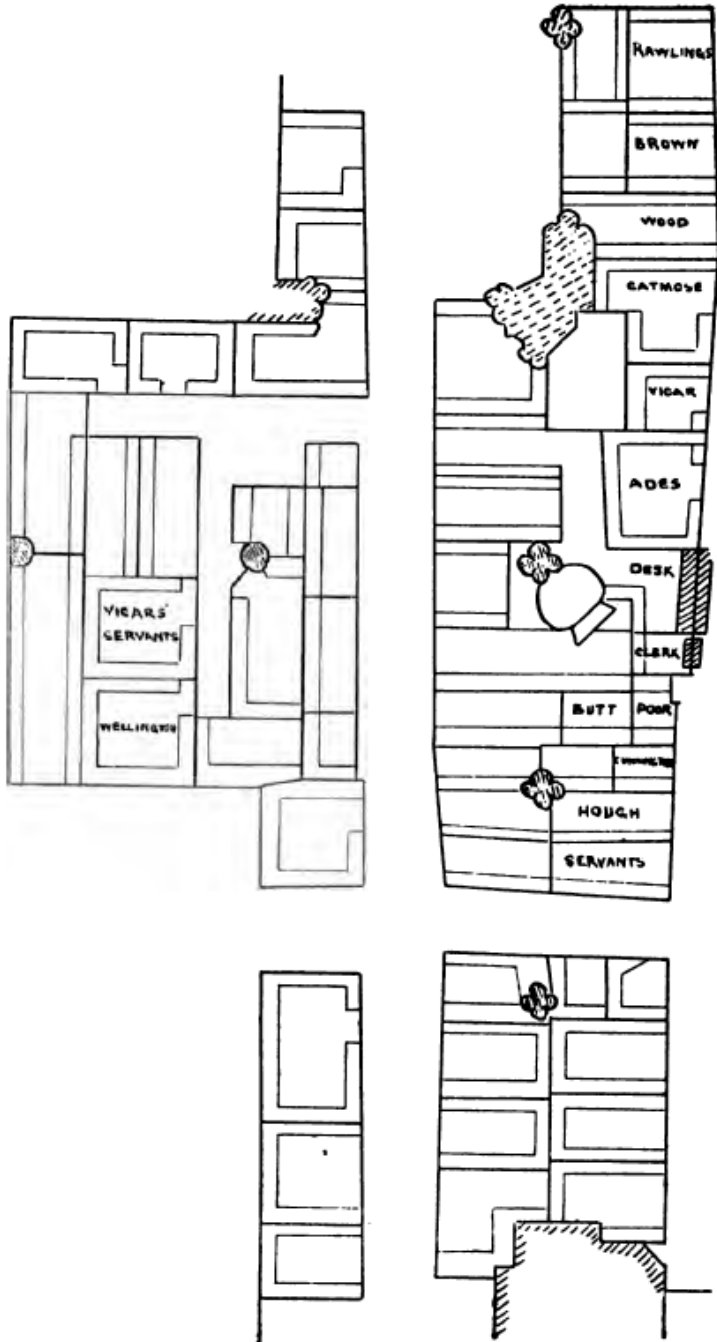 RAWLINGS
BROWN
WOOD
CATMOSE
VICAR
ADES
DESK
CLERK
VICARS'
SERVANTS
WELLINGTON
BUTT
POOR
HOUGH
SERVANTS